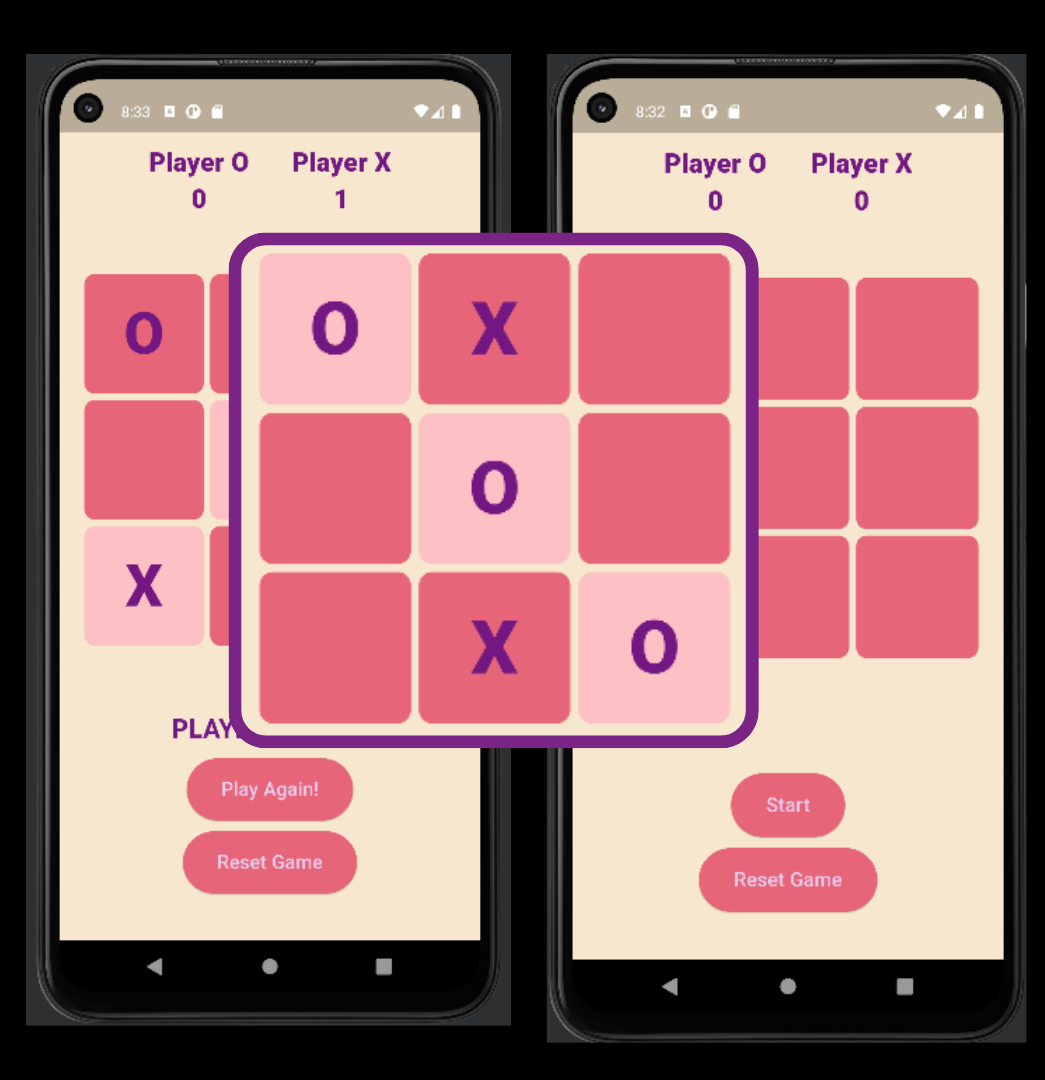 8:33
Player O Player X
0 1
O
X
PLAY
Play Again!
Reset Game
O X
O
X O
8:32
Player O Player X
0 0
Start
Reset Game